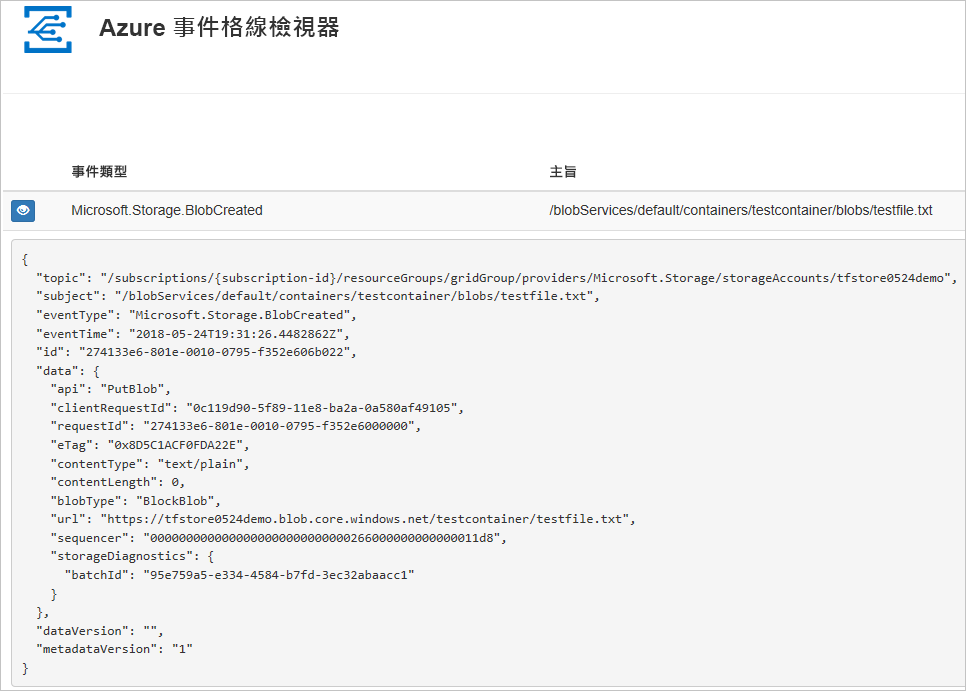 Azure 事件格線檢視器
事件類型 主旨
Microsoft.Storage.BlobCreated /blobServices/default/containers/testcontainer/blobs/testfile.txt
{
"topic": "/subscriptions/{subscription-id}/resourceGroups/gridGroup/providers/Microsoft.Storage/storageAccounts/tfstore0524demo",
"subject": "/blobServices/default/containers/testcontainer/blobs/testfile.txt",
"eventType": "Microsoft.Storage.BlobCreated",
"eventTime": "2018-05-24T19:31:26.4482862Z",
"id": "274133e6-801e-0010-0795-f352e606b022",
"data": {
"api": "PutBlob",
"clientRequestId": "0c119d90-5f89-11e8-ba2a-0a580af49105",
"requestId": "274133e6-801e-0010-0795-f352e6000000",
"eTag": "0x8D5C1ACF0FDA22E",
"contentType": "text/plain",
"contentLength": 0,
"blobType": "BlockBlob",
"url": "https://tfstore0524demo.blob.core.windows.net/testcontainer/testfile.txt",
"sequencer": "0000000000000000000000000000266000000000000011d8",
"storageDiagnostics": {
"batchId": "95e759a5-e334-4584-b7fd-3ec32abaacc1"
}
},
"dataVersion": "",
"metadataVersion": "1"
}